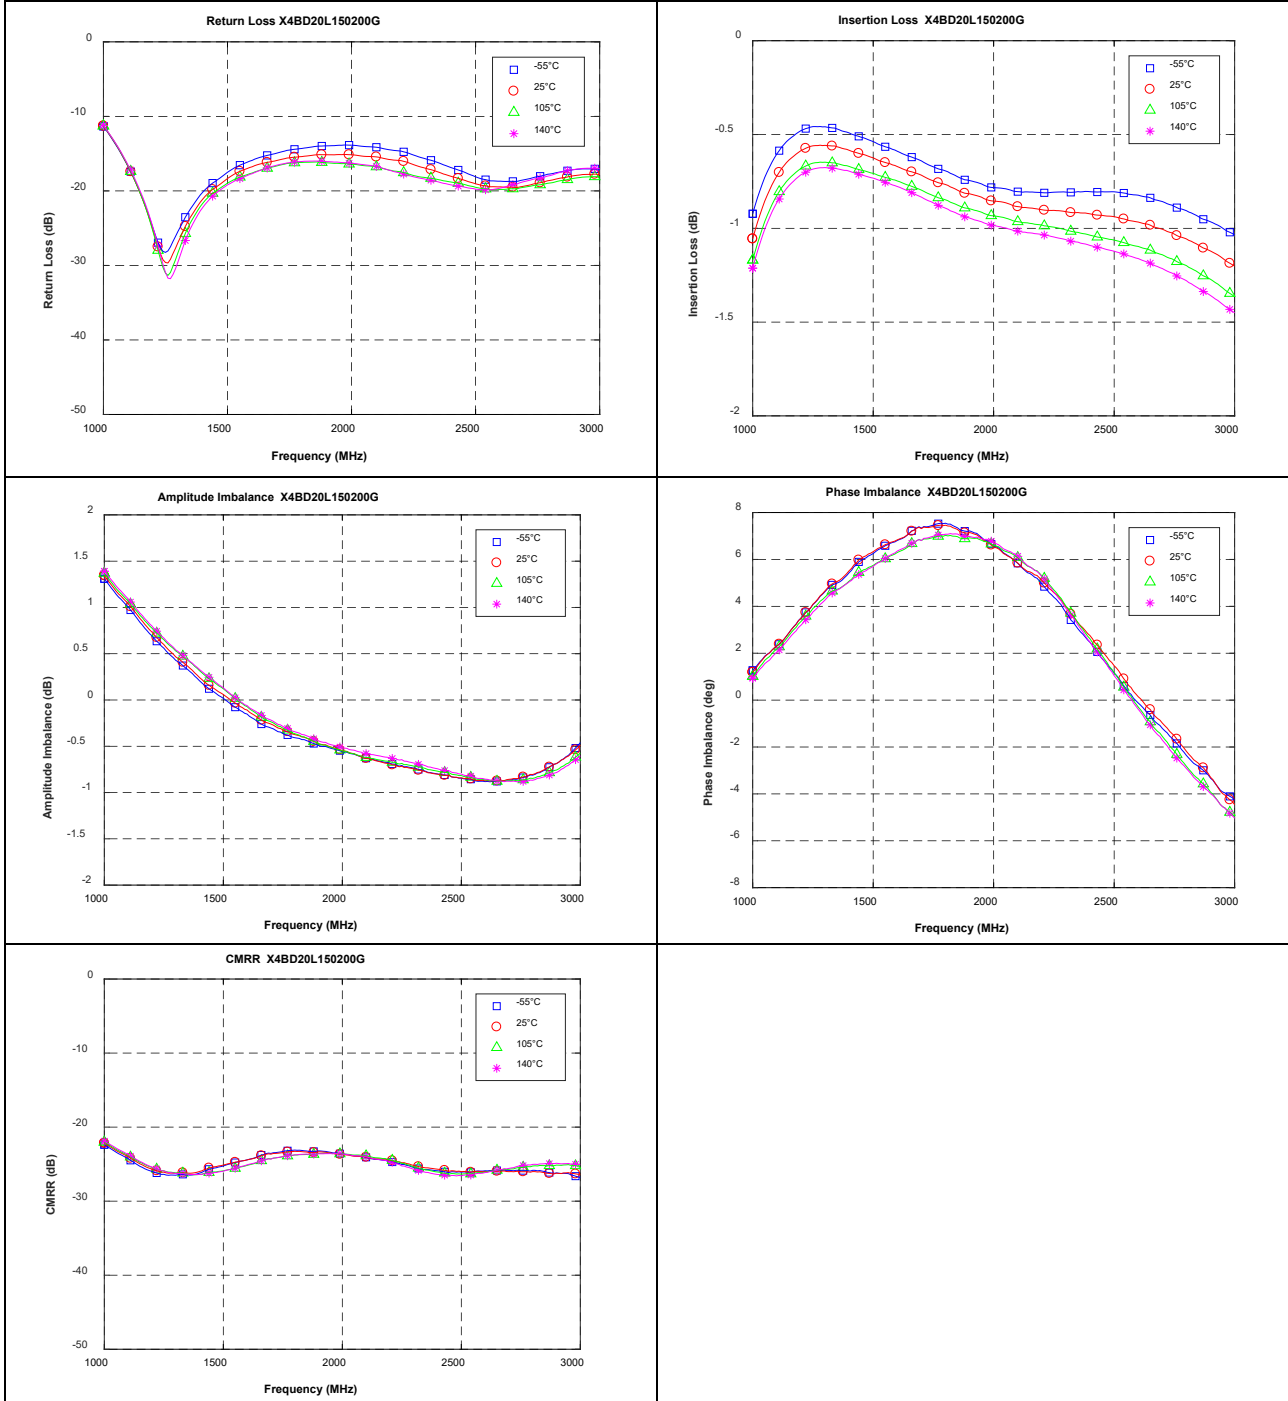 Return Loss X4BD20L150200G
0
-10
-20
-30
-40
-50
Return Loss (dB)
-55°C
25°C
105°C
140°C
1000
1500
2000
2500
3000
Frequency (MHz)
Insertion Loss X4BD20L150200G
0
-0.5
-1
-1.5
-2
Insertion Loss (dB)
-55°C
25°C
105°C
140°C
1000
1500
2000
2500
3000
Frequency (MHz)
Amplitude Imbalance X4BD20L150200G
2
1.5
1
0.5
0
-0.5
-1
-1.5
-2
Amplitude Imbalance (dB)
-55°C
25°C
105°C
140°C
1000
1500
2000
2500
3000
Frequency (MHz)
Phase Imbalance X4BD20L150200G
8
6
4
2
0
-2
-4
-6
-8
Phase Imbalance (deg)
-55°C
25°C
105°C
140°C
1000
1500
2000
2500
3000
Frequency (MHz)
CMRR X4BD20L150200G
0
-10
-20
-30
-40
-50
CMRR (dB)
-55°C
25°C
105°C
140°C
1000
1500
2000
2500
3000
Frequency (MHz)